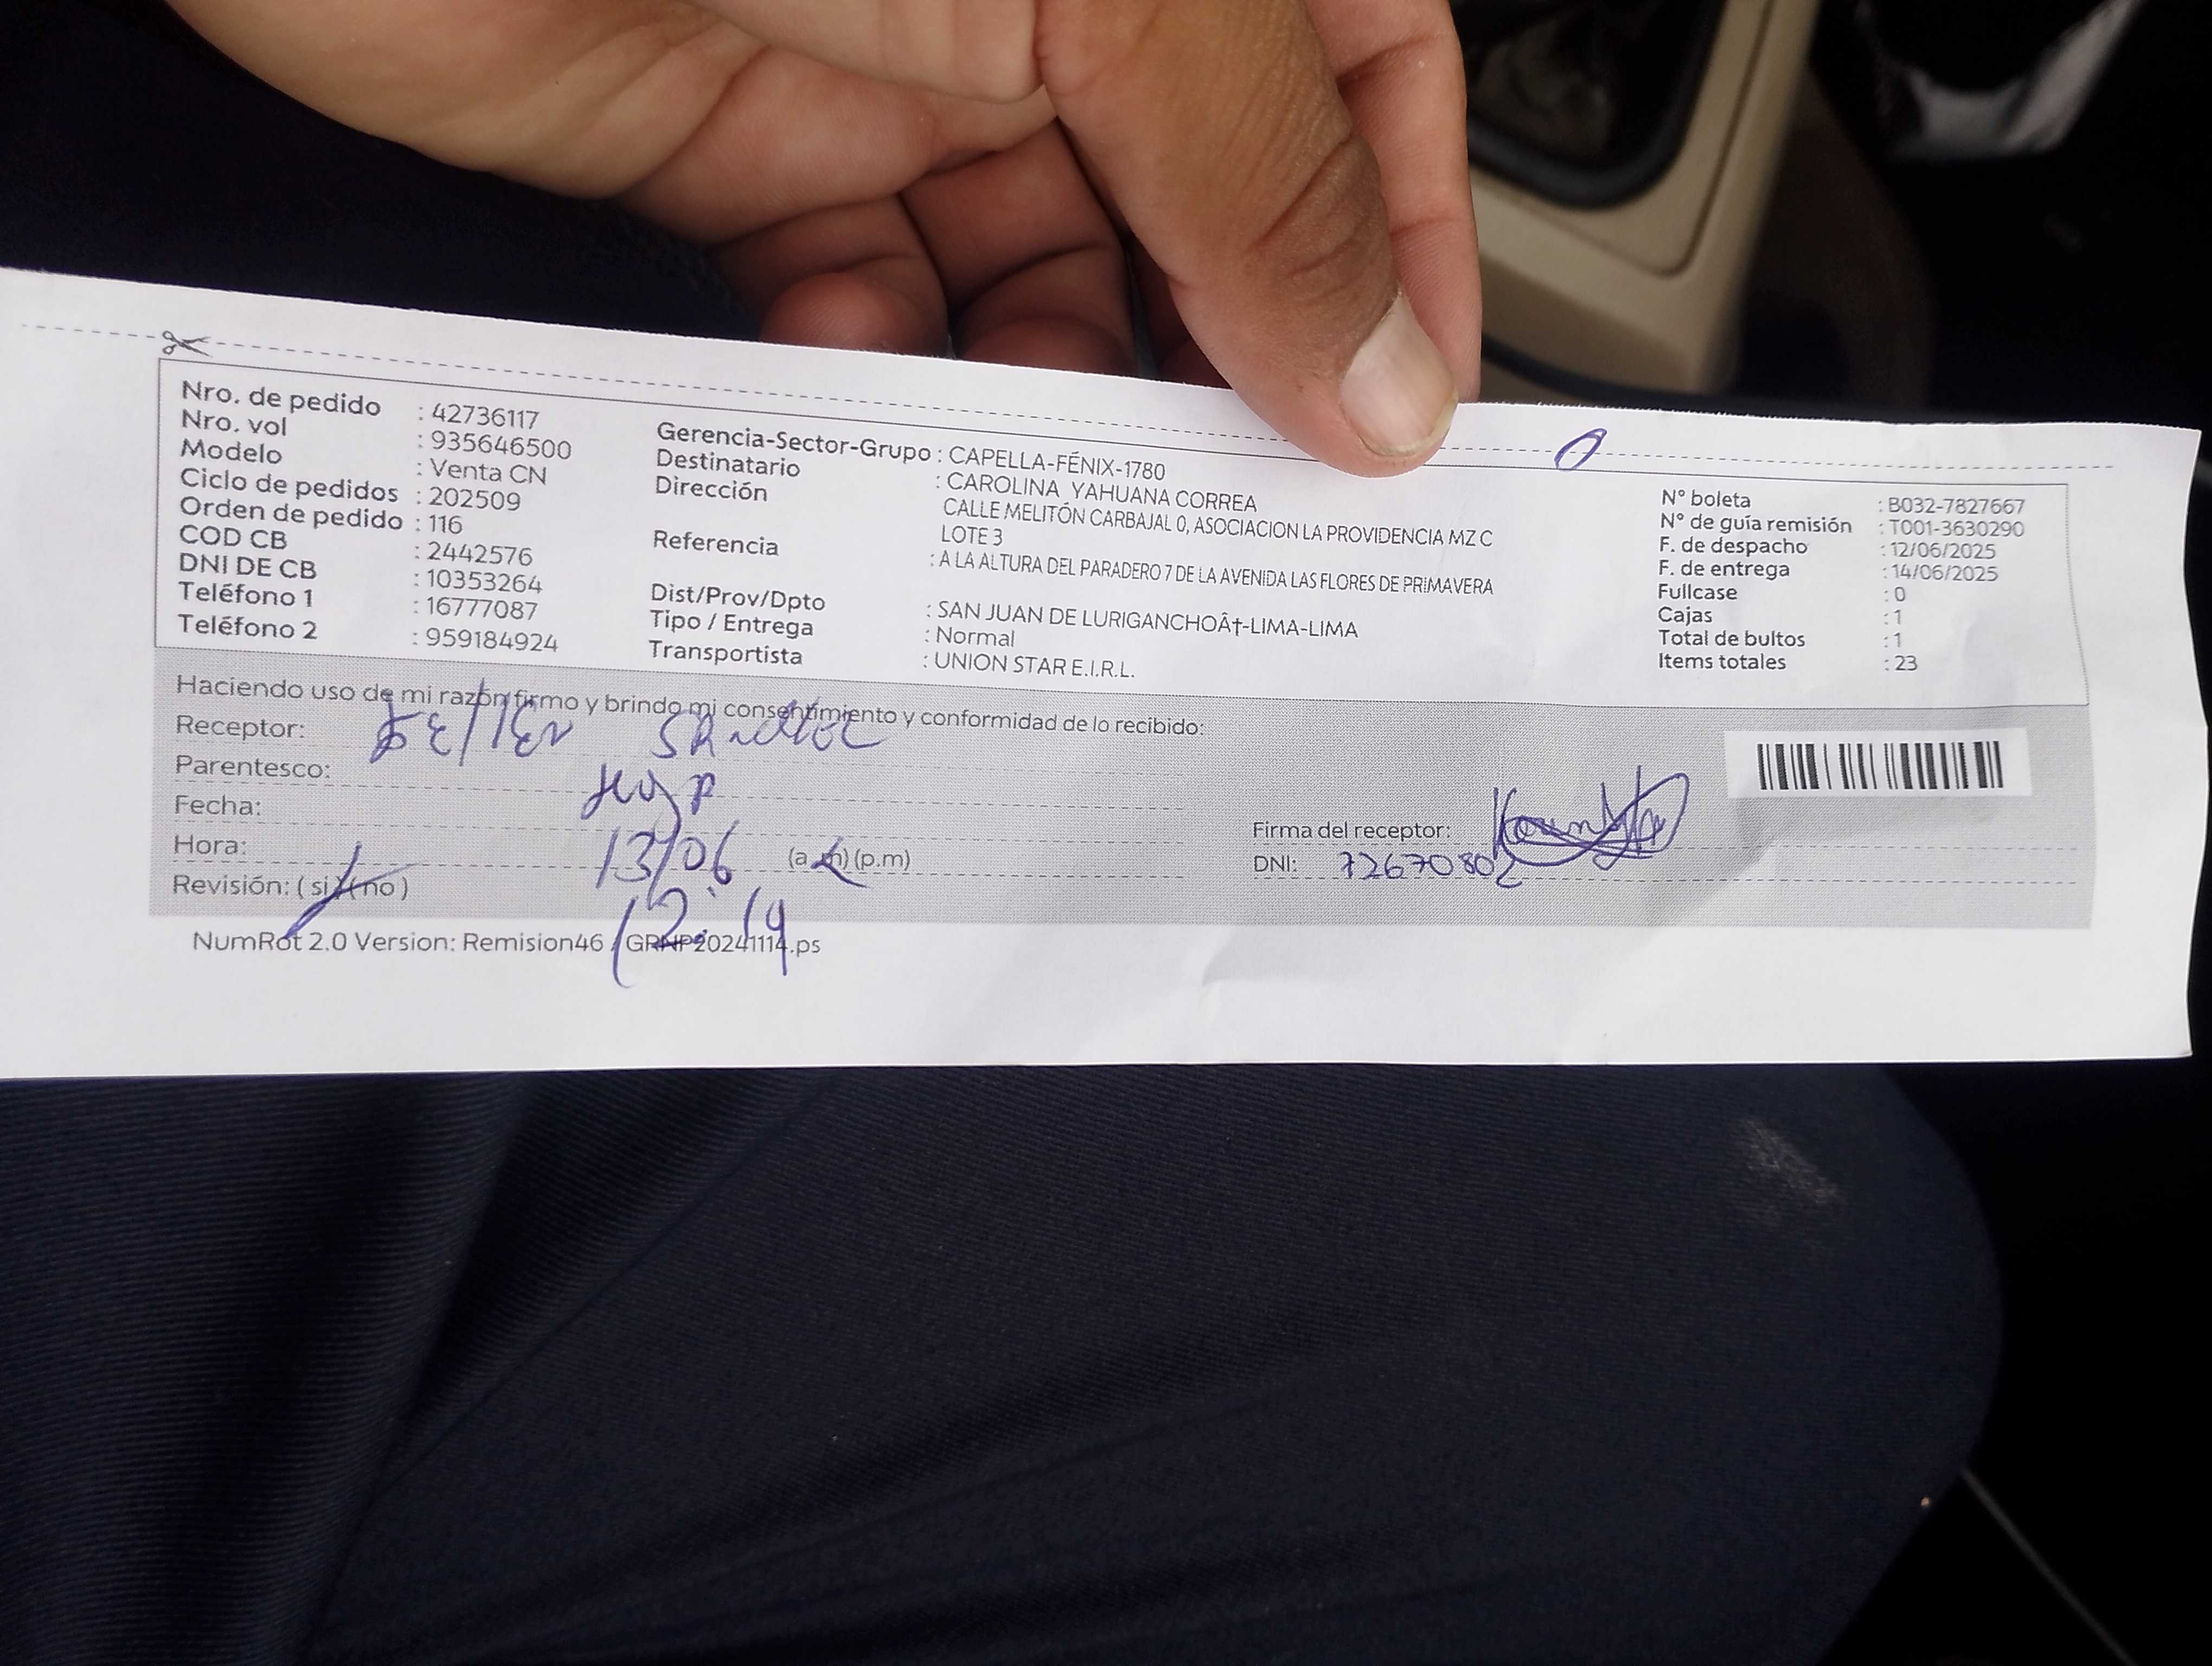 Nro. de pedido : 42736117
Nro. vol : 935646500
Modelo : Venta CN
Ciclo de pedidos : 202509
Orden de pedido : 116
COD CB : 2442576
DNI DE CB : 10353264
Teléfono 1 : 16777087
Teléfono 2 : 959184924
Gerencia-Sector-Grupo : CAPELLA-FÉNIX-1780
Destinatario : CAROLINA YAHUANA CORREA
Dirección CALLE MELITÓN CARBAJAL 0, ASOCIACION LA PROVIDENCIA MZ C
LOTE 3
Referencia : A LA ALTURA DEL PARADERO 7 DE LA AVENIDA LAS FLORES DE PRIMAVERA
Dist/Prov/Dpto : SAN JUAN DE LURIGANCHOÂ†-LIMA-LIMA
Tipo / Entrega : Normal
Transportista : UNION STAR E.I.R.L.
N° boleta : B032-7827667
N° de guía remisión : T001-3630290
F. de despacho : 12/06/2025
F. de entrega : 14/06/2025
Fullcase : 0
Cajas : 1
Total de bultos : 1
Items totales : 23
Haciendo uso de mi razón firmo y brindo mi consentimiento y conformidad de lo recibido:
Receptor:
Parentesco:
Fecha: 13/06
Hora: 12:19 (a.m) (p.m)
Revisión: ( si ) ( no )
Firma del receptor:
DNI: 72670802
NumRot 2.0 Version: Remision46 / GRNP20241114.ps